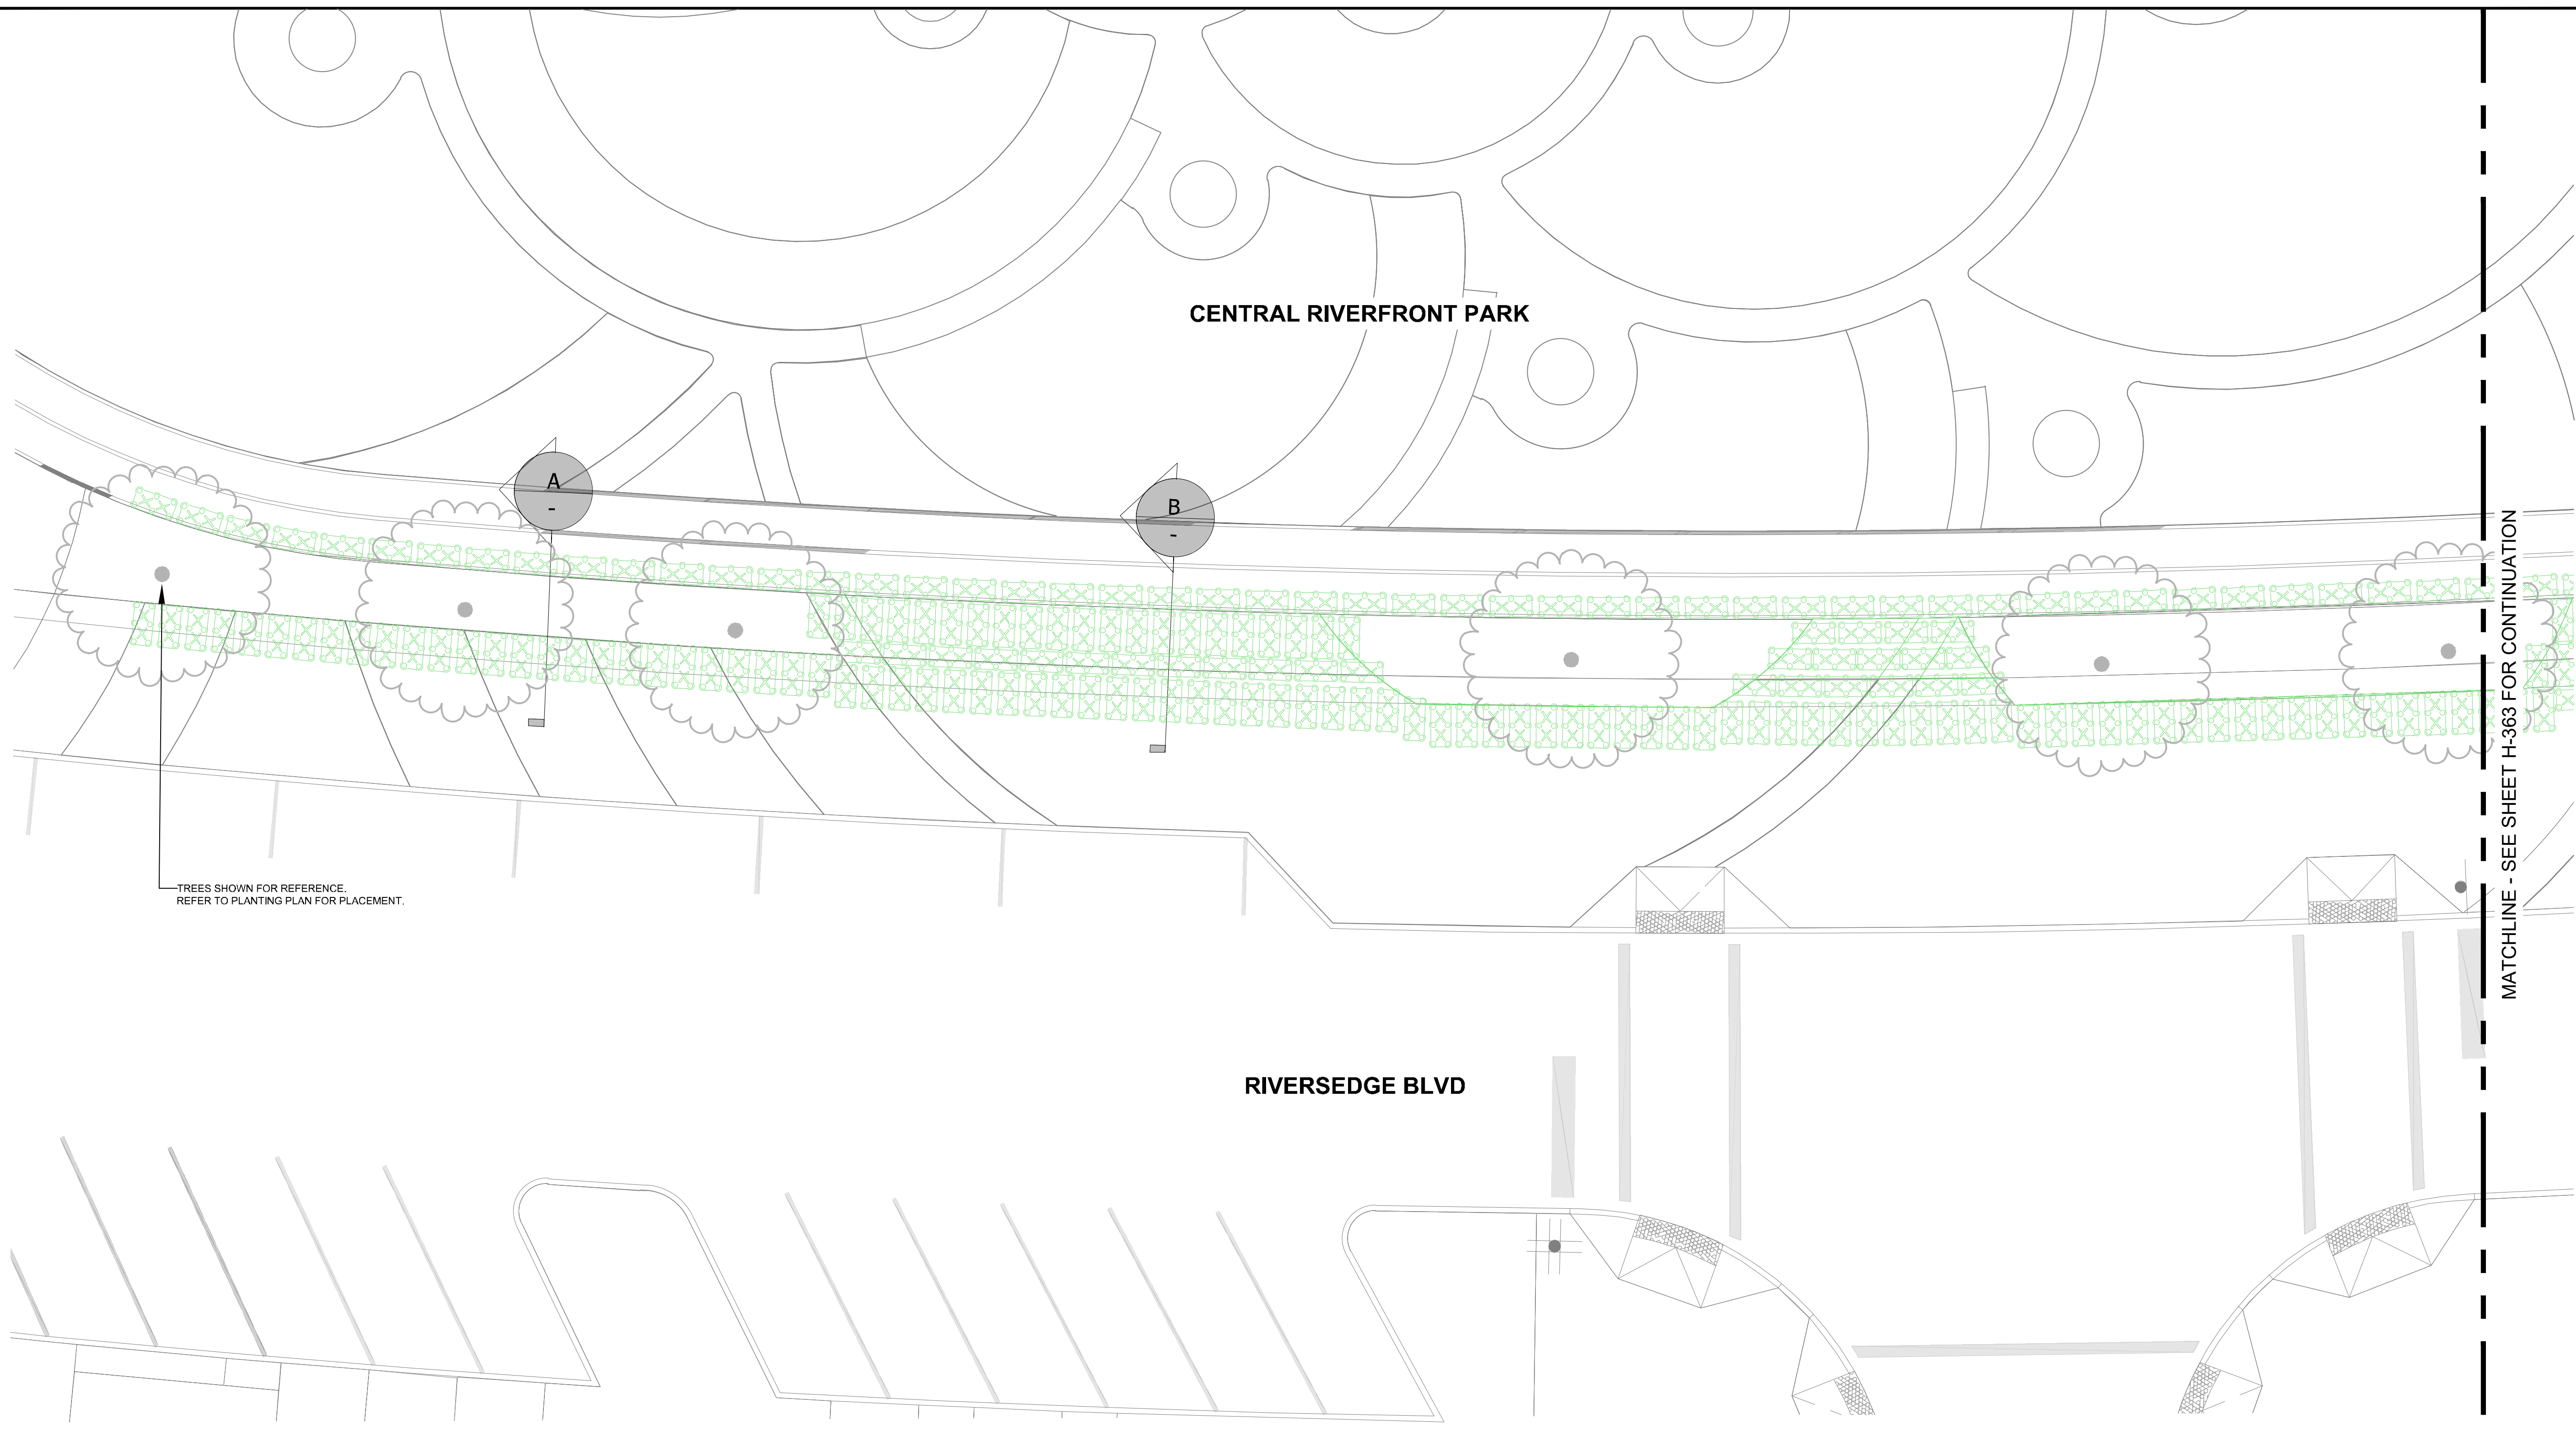 CENTRAL RIVERFRONT PARK
A
-
B
-
MATCHLINE - SEE SHEET H-363 FOR CONTINUATION
TREES SHOWN FOR REFERENCE.
REFER TO PLANTING PLAN FOR PLACEMENT.
RIVERSEDGE BLVD